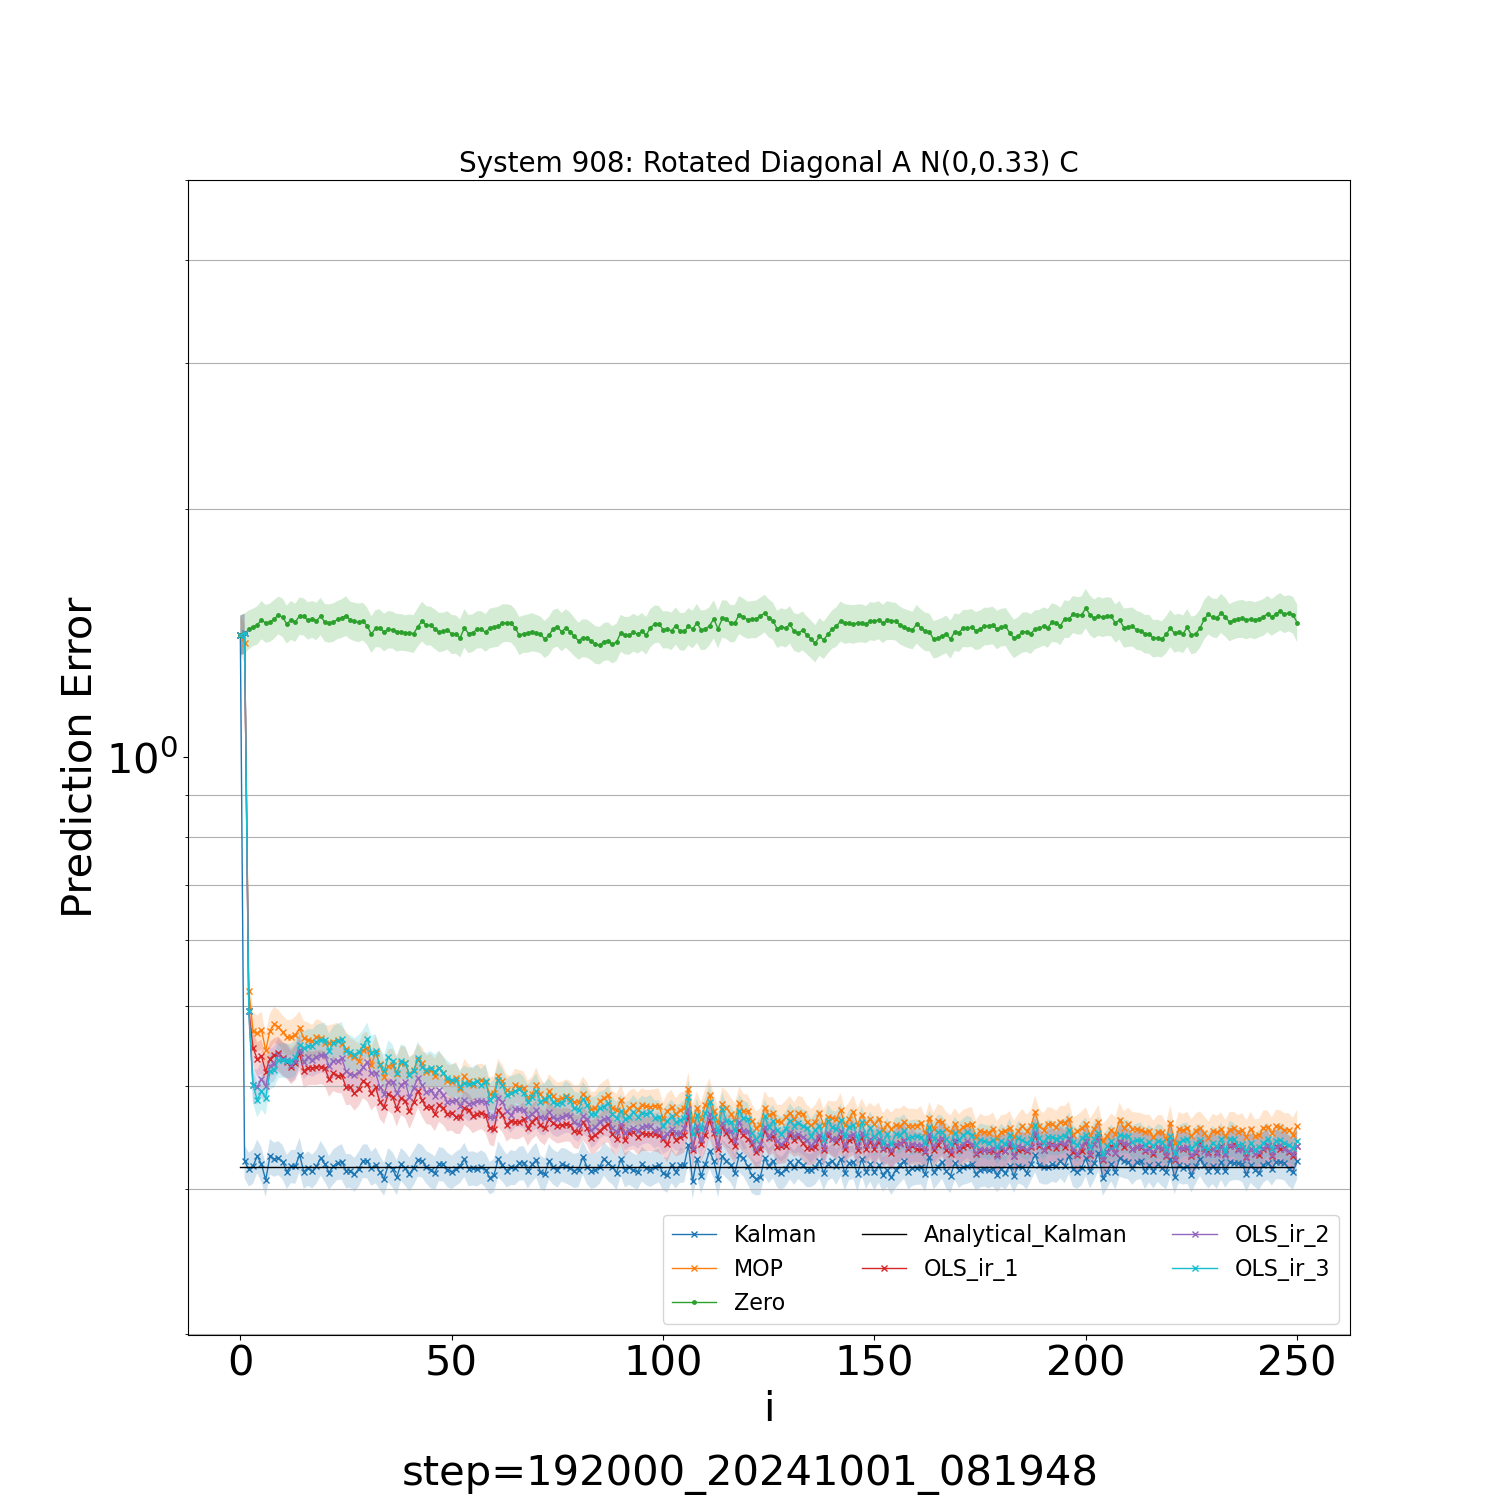 System 908: Rotated Diagonal A N(0,0.33) C
Prediction Error
10⁰
Kalman
MOP
Zero
Analytical_Kalman
OLS_ir_1
OLS_ir_2
OLS_ir_3
0 50 100 150 200 250
i
step=192000_20241001_081948